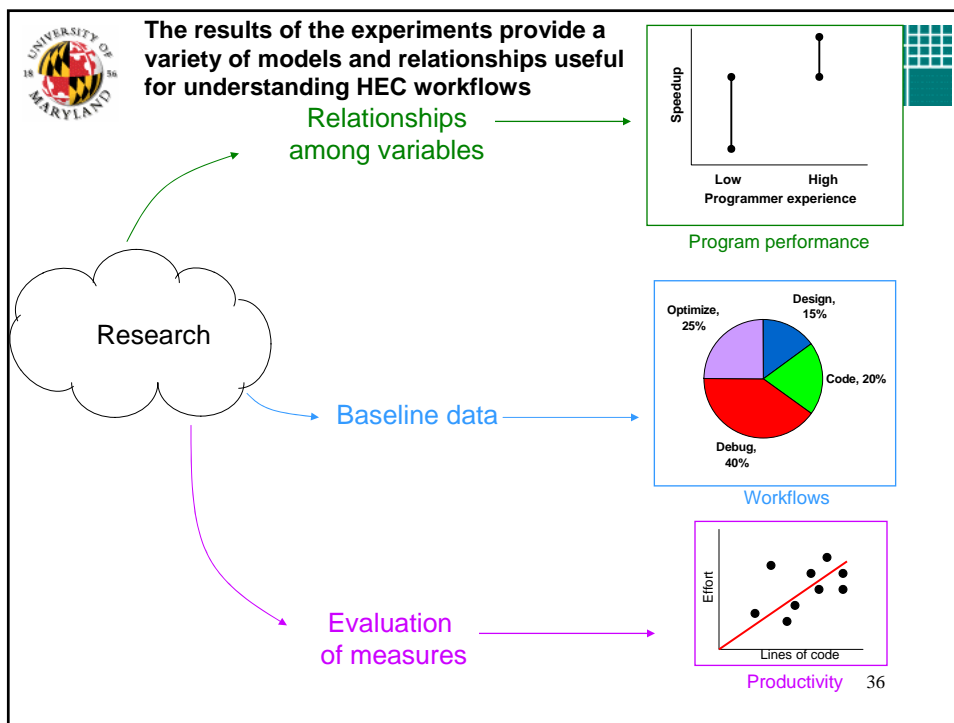 UNIVERSITY OF
18 56
MARYLAND
The results of the experiments provide a
variety of models and relationships useful
for understanding HEC workflows
Relationships
among variables
Speedup
Low High
Programmer experience
Program performance
Research
Baseline data
Optimize,
25%
Design,
15%
Code, 20%
Debug,
40%
Workflows
Evaluation
of measures
Effort
Lines of code
Productivity 36